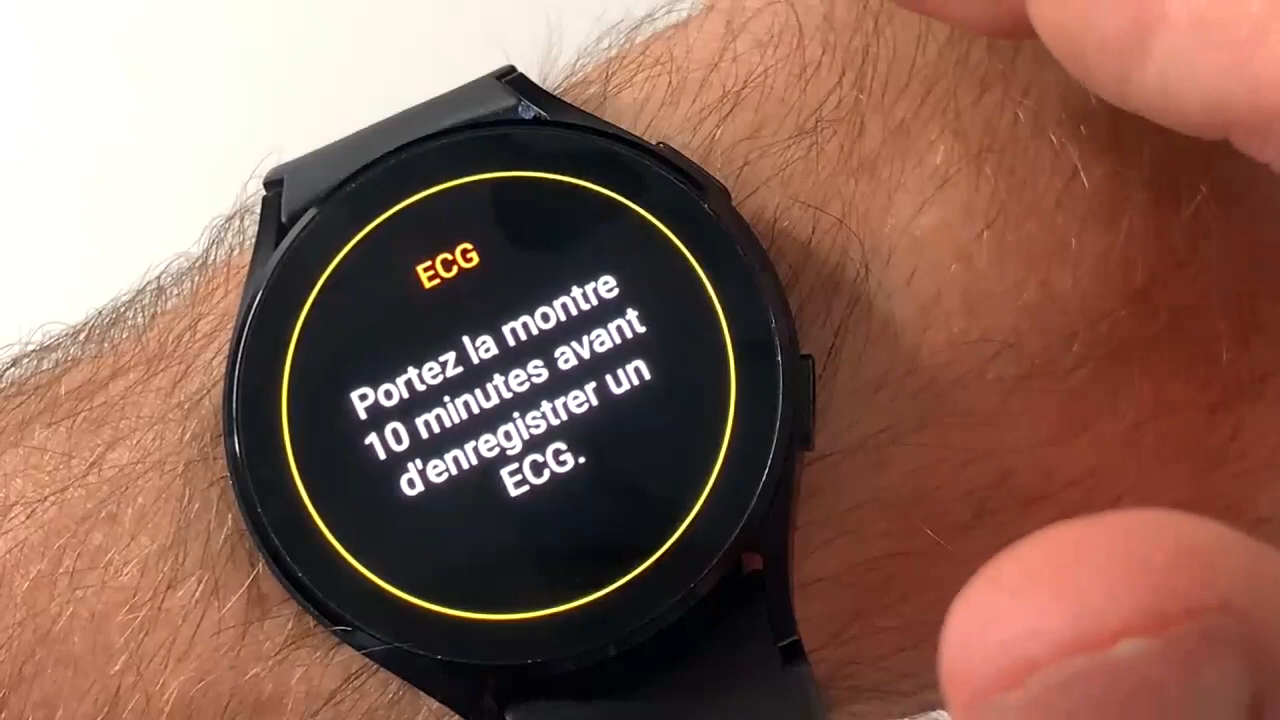 ECG
Portez la montre
10 minutes avant
d'enregistrer un
ECG.